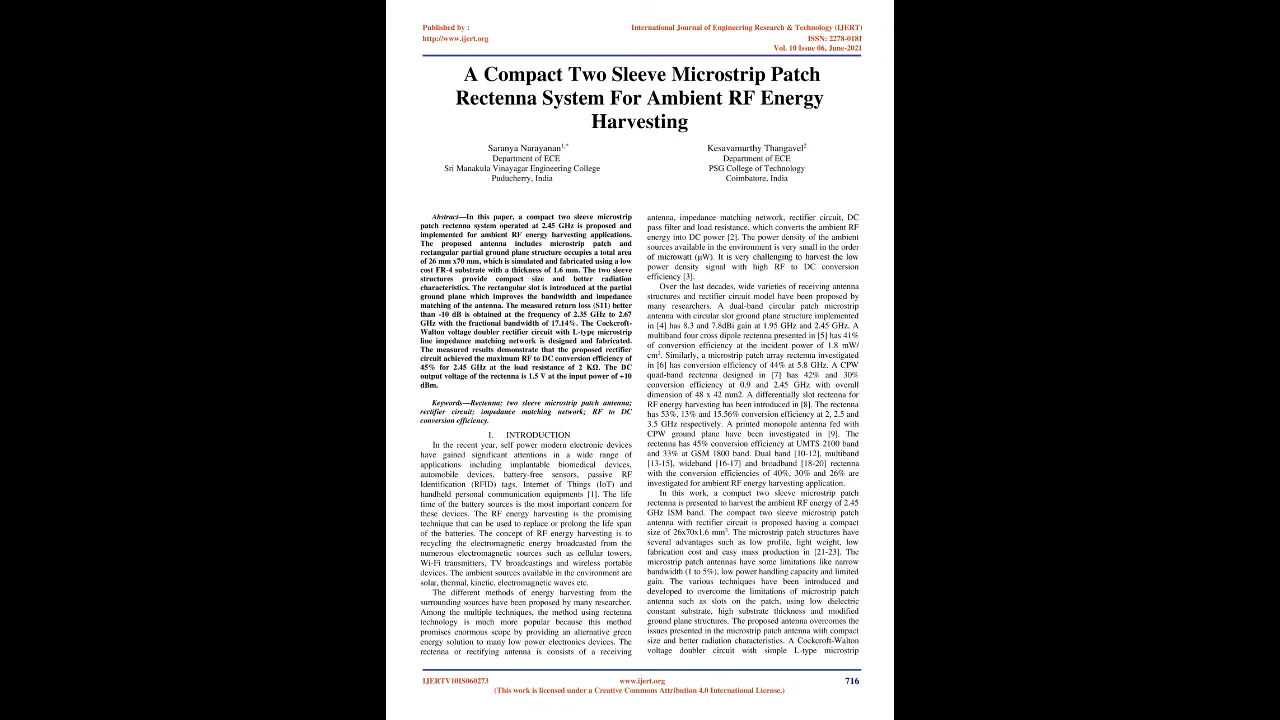 Published by :
http://www.ijert.org
International Journal of Engineering Research & Technology (IJERT)
ISSN: 2278-0181
Vol. 10 Issue 06, June-2021
A Compact Two Sleeve Microstrip Patch
Rectenna System For Ambient RF Energy
Harvesting
Saranya Narayanan1,*
Department of ECE
Sri Manakula Vinayagar Engineering College
Puducherry, India
Kesavamurthy Thangavel2
Department of ECE
PSG College of Technology
Coimbatore, India
Abstract—In this paper, a compact two sleeve microstrip
patch rectenna system operated at 2.45 GHz is proposed and
implemented for ambient RF energy harvesting applications.
The proposed antenna includes microstrip patch and
rectangular partial ground plane structure occupies a total area
of 26 mm x70 mm, which is simulated and fabricated using a low
cost FR-4 substrate with a thickness of 1.6 mm. The two sleeve
structures provide compact size and better radiation
characteristics. The rectangular slot is introduced at the partial
ground plane which improves the bandwidth and impedance
matching of the antenna. The measured return loss (S11) better
than -10 dB is obtained at the frequency of 2.35 GHz to 2.67
GHz with the fractional bandwidth of 17.14%. The Cockcroft-
Walton voltage doubler rectifier circuit with L-type microstrip
line impedance matching network is designed and fabricated.
The measured results demonstrate that the proposed rectifier
circuit achieved the maximum RF to DC conversion efficiency of
45% for 2.45 GHz at the load resistance of 2 KΩ. The DC
output voltage of the rectenna is 1.5 V at the input power of +10
dBm.
Keywords—Rectenna; two sleeve microstrip patch antenna;
rectifier circuit; impedance matching network; RF to DC
conversion efficiency.
I. INTRODUCTION
In the recent year, self power modern electronic devices
have gained significant attentions in a wide range of
applications including implantable biomedical devices,
automobile devices, battery-free sensors, passive RF
Identification (RFID) tags, Internet of Things (IoT) and
handheld personal communication equipments [1]. The life
time of the battery sources is the most important concern for
these devices. The RF energy harvesting is the promising
technique that can be used to replace or prolong the life span
of the batteries. The concept of RF energy harvesting is to
recycling the electromagnetic energy broadcasted from the
numerous electromagnetic sources such as cellular towers,
Wi-Fi transmitters, TV broadcastings and wireless portable
devices. The ambient sources available in the environment are
solar, thermal, kinetic, electromagnetic waves etc.
The different methods of energy harvesting from the
surrounding sources have been proposed by many researcher.
Among the multiple techniques, the method using rectenna
technology is much more popular because this method
promises enormous scope by providing an alternative green
energy solution to many low power electronics devices. The
rectenna or rectifying antenna is consists of a receiving
antenna, impedance matching network, rectifier circuit, DC
pass filter and load resistance, which converts the ambient RF
energy into DC power [2]. The power density of the ambient
sources available in the environment is very small in the order
of microwatt (µW). It is very challenging to harvest the low
power density signal with high RF to DC conversion
efficiency [3].
Over the last decades, wide varieties of receiving antenna
structures and rectifier circuit model have been proposed by
many researchers. A dual-band circular patch microstrip
antenna with circular slot ground plane structure implemented
in [4] has 8.3 and 7.8dBi gain at 1.95 GHz and 2.45 GHz. A
multiband four cross dipole rectenna presented in [5] has 41%
of conversion efficiency at the incident power of 1.8 mW/
cm2. Similarly, a microstrip patch array rectenna investigated
in [6] has conversion efficiency of 44% at 5.8 GHz. A CPW
quad-band rectenna designed in [7] has 42% and 30%
conversion efficiency at 0.9 and 2.45 GHz with overall
dimension of 48 x 42 mm2. A differentially slot rectenna for
RF energy harvesting has been introduced in [8]. The rectenna
has 53%, 13% and 15.56% conversion efficiency at 2, 2.5 and
3.5 GHz respectively. A printed monopole antenna fed with
CPW ground plane have been investigated in [9]. The
rectenna has 45% conversion efficiency at UMTS 2100 band
and 33% at GSM 1800 band. Dual band [10-12], multiband
[13-15], wideband [16-17] and broadband [18-20] rectenna
with the conversion efficiencies of 40%, 30% and 26% are
investigated for ambient RF energy harvesting application.
In this work, a compact two sleeve microstrip patch
rectenna is presented to harvest the ambient RF energy of 2.45
GHz ISM band. The compact two sleeve microstrip patch
antenna with rectifier circuit is proposed having a compact
size of 26x70x1.6 mm3. The microstrip patch structures have
several advantages such as low profile, light weight, low
fabrication cost and easy mass production in [21-23]. The
microstrip patch antennas have some limitations like narrow
bandwidth (1 to 5%), low power handling capacity and limited
gain. The various techniques have been introduced and
developed to overcome the limitations of microstrip patch
antenna such as slots on the patch, using low dielectric
constant substrate, high substrate thickness and modified
ground plane structures. The proposed antenna overcomes the
issues presented in the microstrip patch antenna with compact
size and better radiation characteristics. A Cockcroft-Walton
voltage doubler circuit with simple L-type microstrip
IJERTV10IS060273
www.ijert.org
(This work is licensed under a Creative Commons Attribution 4.0 International License.)
716